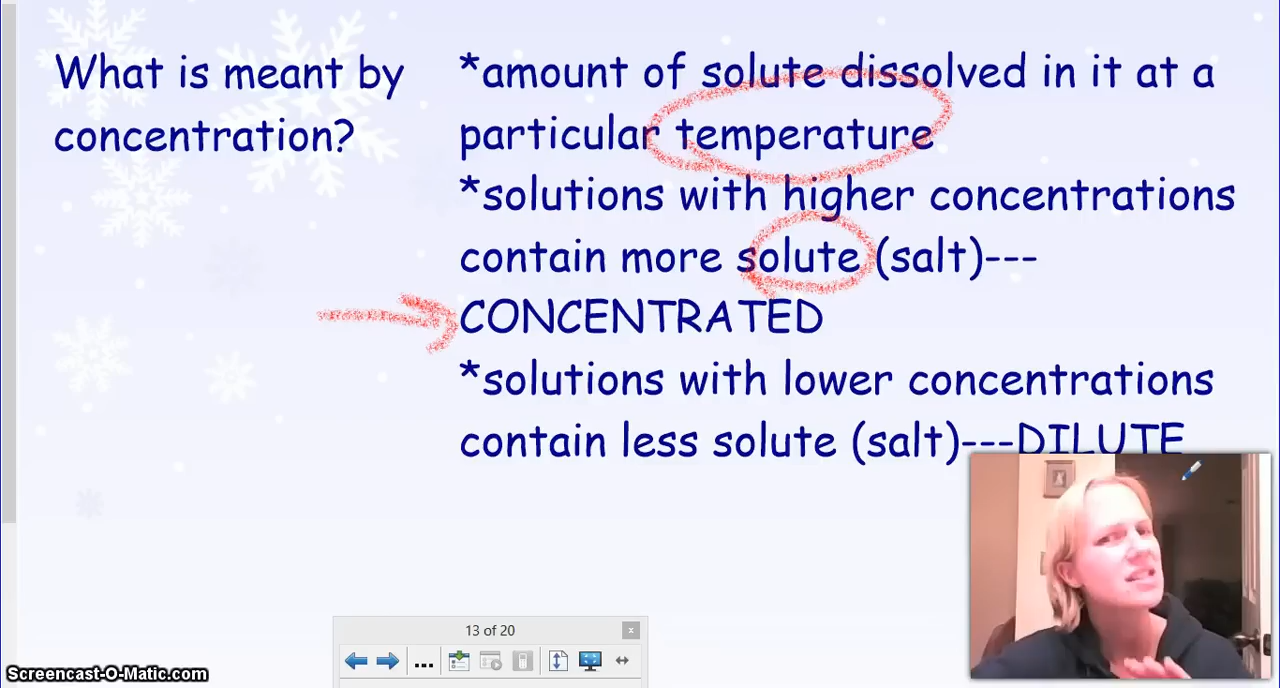 What is meant by
concentration?
*amount of solute dissolved in it at a
particular temperature
*solutions with higher concentrations
contain more solute (salt)---
CONCENTRATED
*solutions with lower concentrations
contain less solute (salt)---DILUTE
13 of 20
Screencast-O-Matic.com